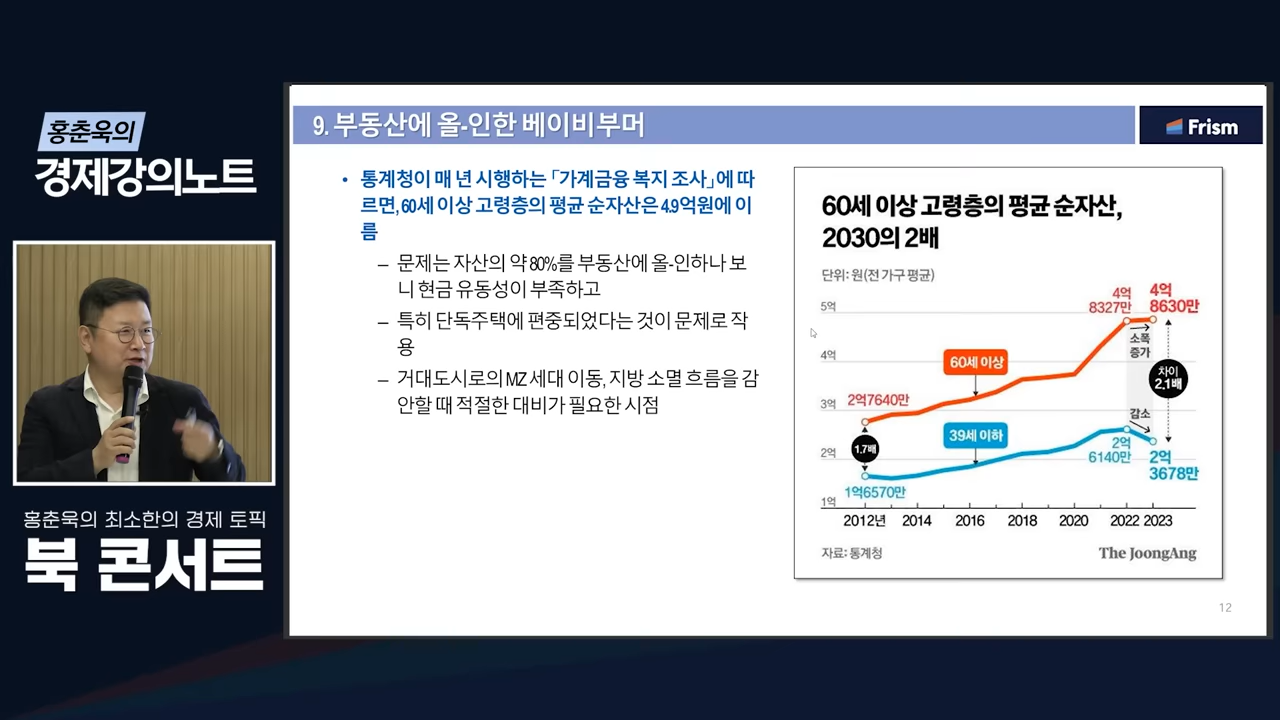 홍춘욱의
경제강의노트
홍춘욱의 최소한의 경제 토픽
북 콘서트
9. 부동산에 올-인한 베이비부머
Frism
• 통계청이 매 년 시행하는 「가계금융 복지 조사」에 따
르면, 60세 이상 고령층의 평균 순자산은 4.9억원에 이
름
– 문제는 자산의 약 80%를 부동산에 올-인하나 보
니 현금 유동성이 부족하고
– 특히 단독주택에 편중되었다는 것이 문제로 작
용
– 거대도시로의 MZ 세대 이동, 지방 소멸 흐름을 감
안할 때 적절한 대비가 필요한 시점
60세 이상 고령층의 평균 순자산,
2030의 2배
단위: 원(전 가구 평균)
5억
4억
3억
2억
1억
4억
8327만
4억
8630만
소폭
증가
60세 이상
차이
2.1배
2억7640만
감소
39세 이하
1.7배
2억
6140만
2억
3678만
1억6570만
2012년 2014 2016 2018 2020 2022 2023
자료: 통계청
The JoongAng
12